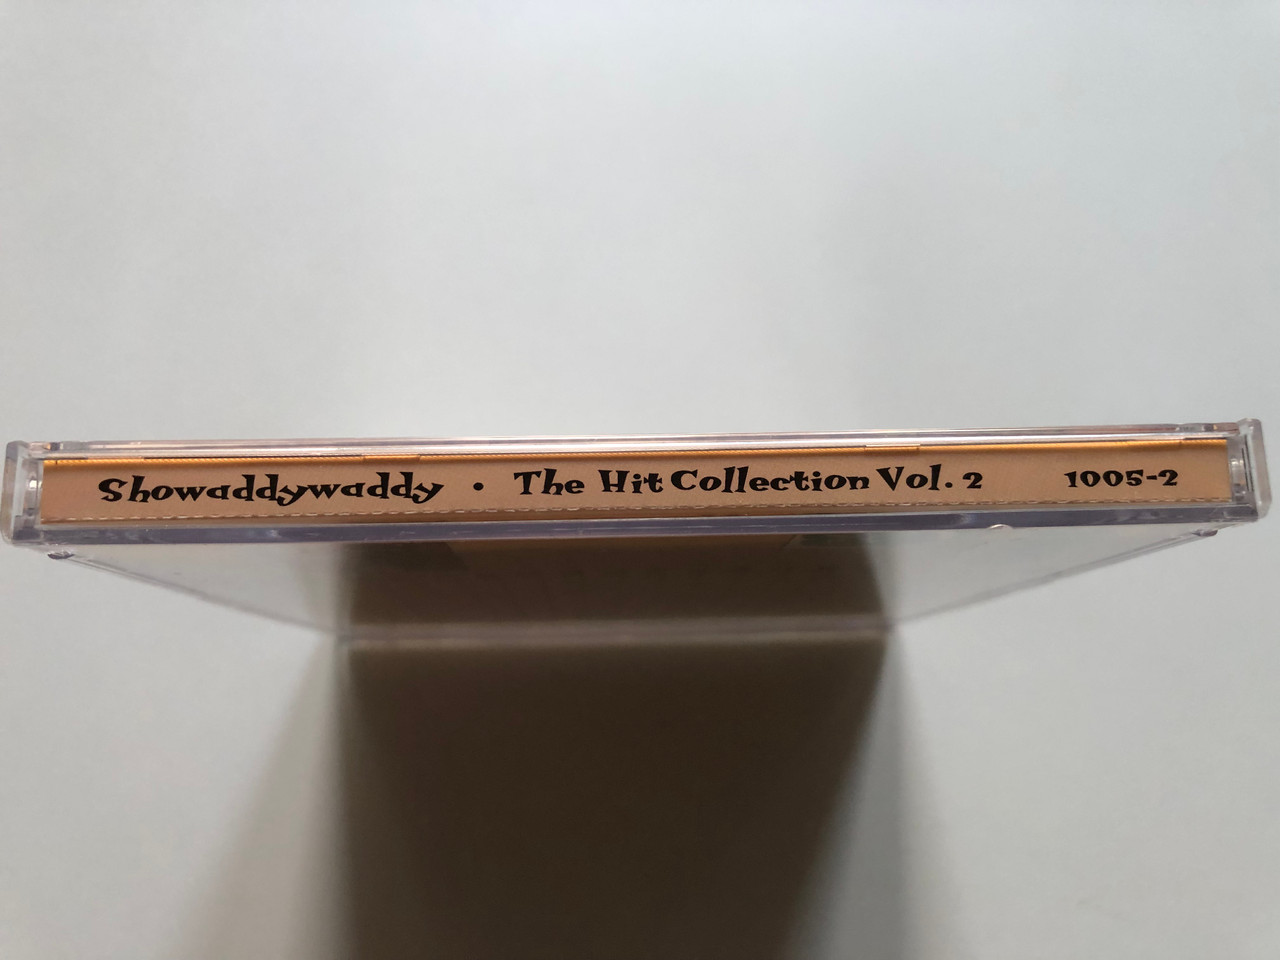 Showaddywaddy • The Hit Collection Vol. 2 1005-2